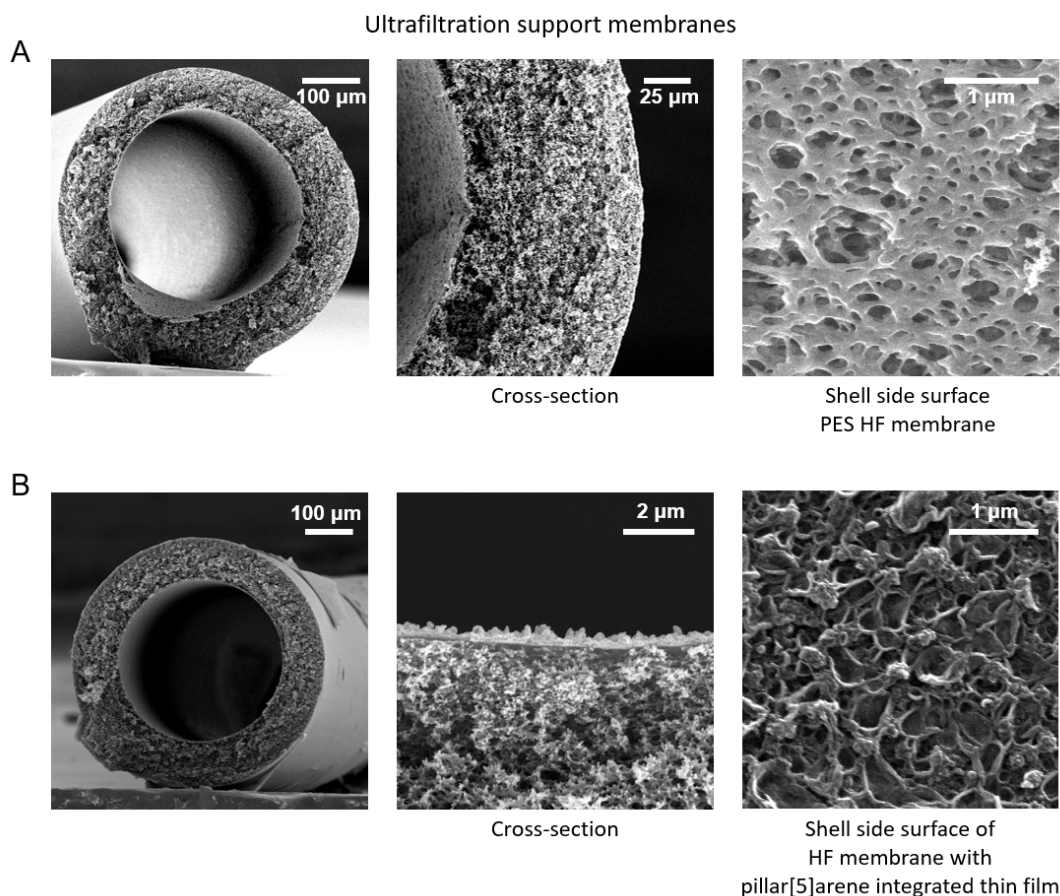 Ultrafiltration support membranes
A
100 µm
25 µm
1 µm
Cross-section
Shell side surface
PES HF membrane
B
100 µm
2 µm
1 µm
Cross-section
Shell side surface of
HF membrane with
pillar[5]arene integrated thin film